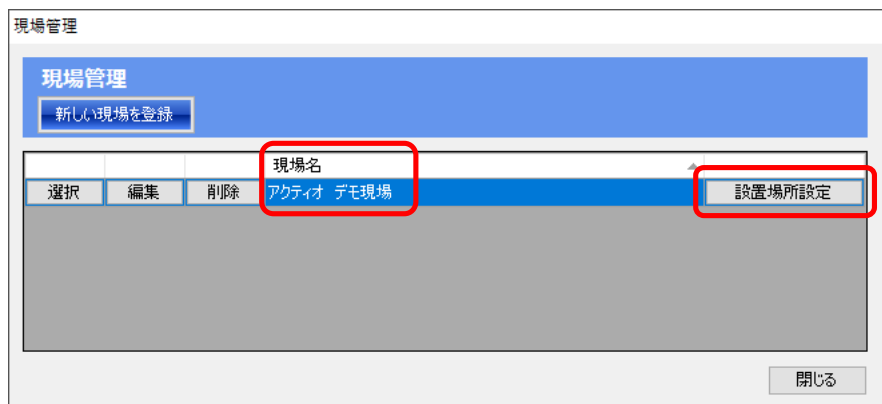 現場管理
現場管理
新しい現場を登録
現場名
選択 編集 削除 アクティオ デモ現場 設置場所設定
閉じる